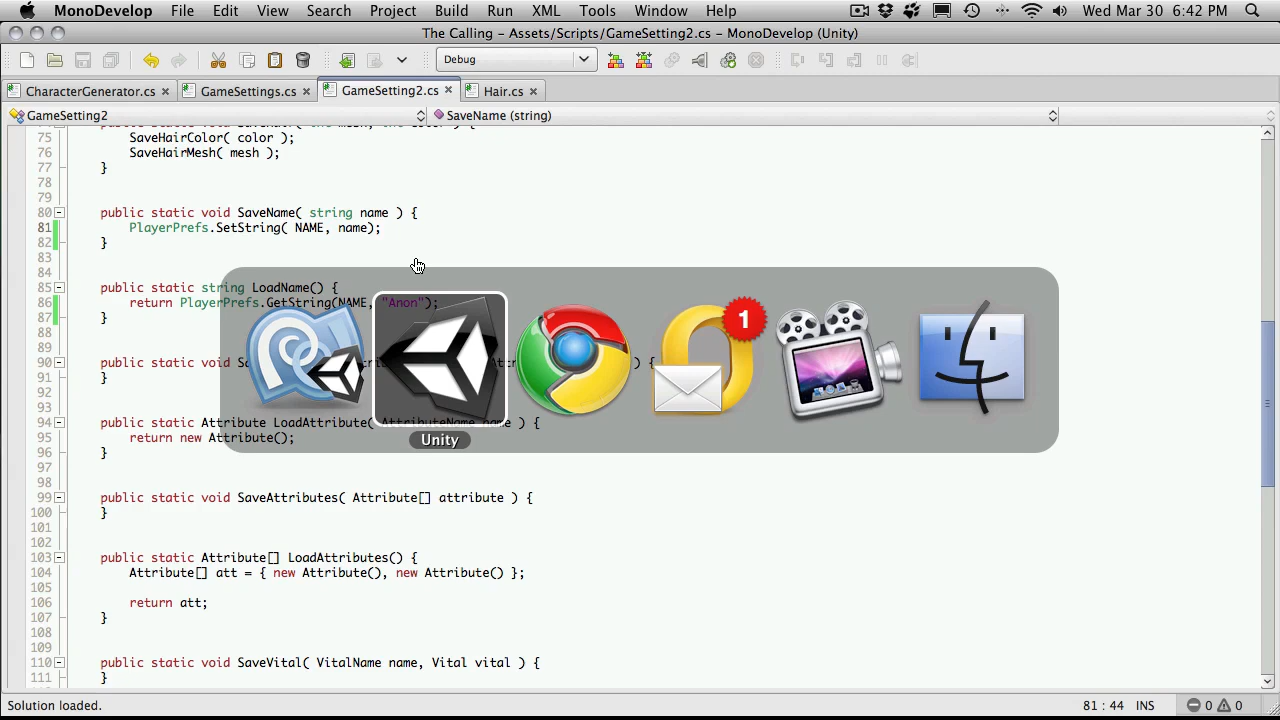 MonoDevelop File Edit View Search Project Build Run XML Tools Window Help Wed Mar 30 6:42 PM
The Calling - Assets/Scripts/GameSetting2.cs - MonoDevelop (Unity)
Debug
CharacterGenerator.cs GameSettings.cs GameSetting2.cs Hair.cs
GameSetting2 SaveName (string)
75 SaveHairColor( color );
76 SaveHairMesh( mesh );
77 }
78
79
80 public static void SaveName( string name ) {
81 PlayerPrefs.SetString( NAME, name);
82 }
83
84
85 public static string LoadName() {
86 return PlayerPrefs.GetString(NAME, "Anon");
87 }
88
89
90 public static void ) {
91 }
92
93
94 public static Attribute LoadAttribute( AttributeName name ) {
95 return new Attribute();
96 }
97
98
99 public static void SaveAttributes( Attribute[] attribute ) {
100 }
101
102
103 public static Attribute[] LoadAttributes() {
104 Attribute[] att = { new Attribute(), new Attribute() };
105
106 return att;
107 }
108
109
110 public static void SaveVital( VitalName name, Vital vital ) {
111 }
1
Unity
Solution loaded. 81 : 44 INS 0 0